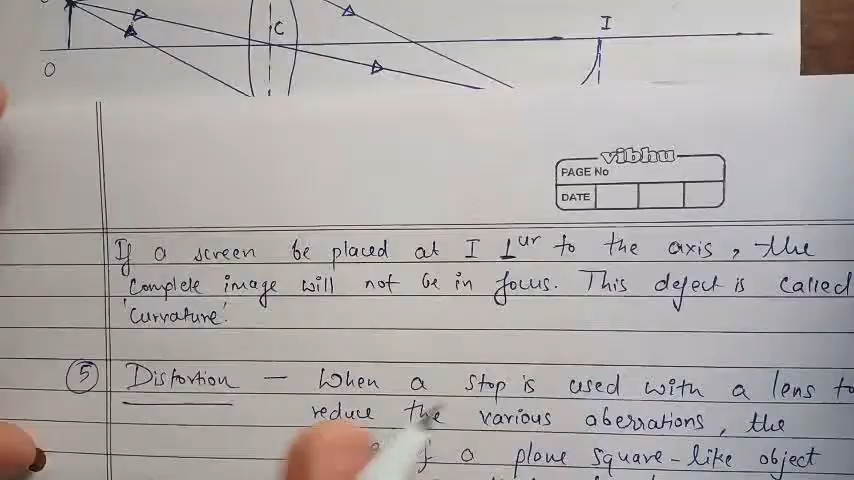 C
I
O
vibhu
PAGE No
DATE
If a screen be placed at I ⊥ur to the axis, the
complete image will not be in focus. This defect is called
'curvature'.
5 Distortion — When a stop is used with a lens to
reduce the various aberrations, the
of a plane square-like object